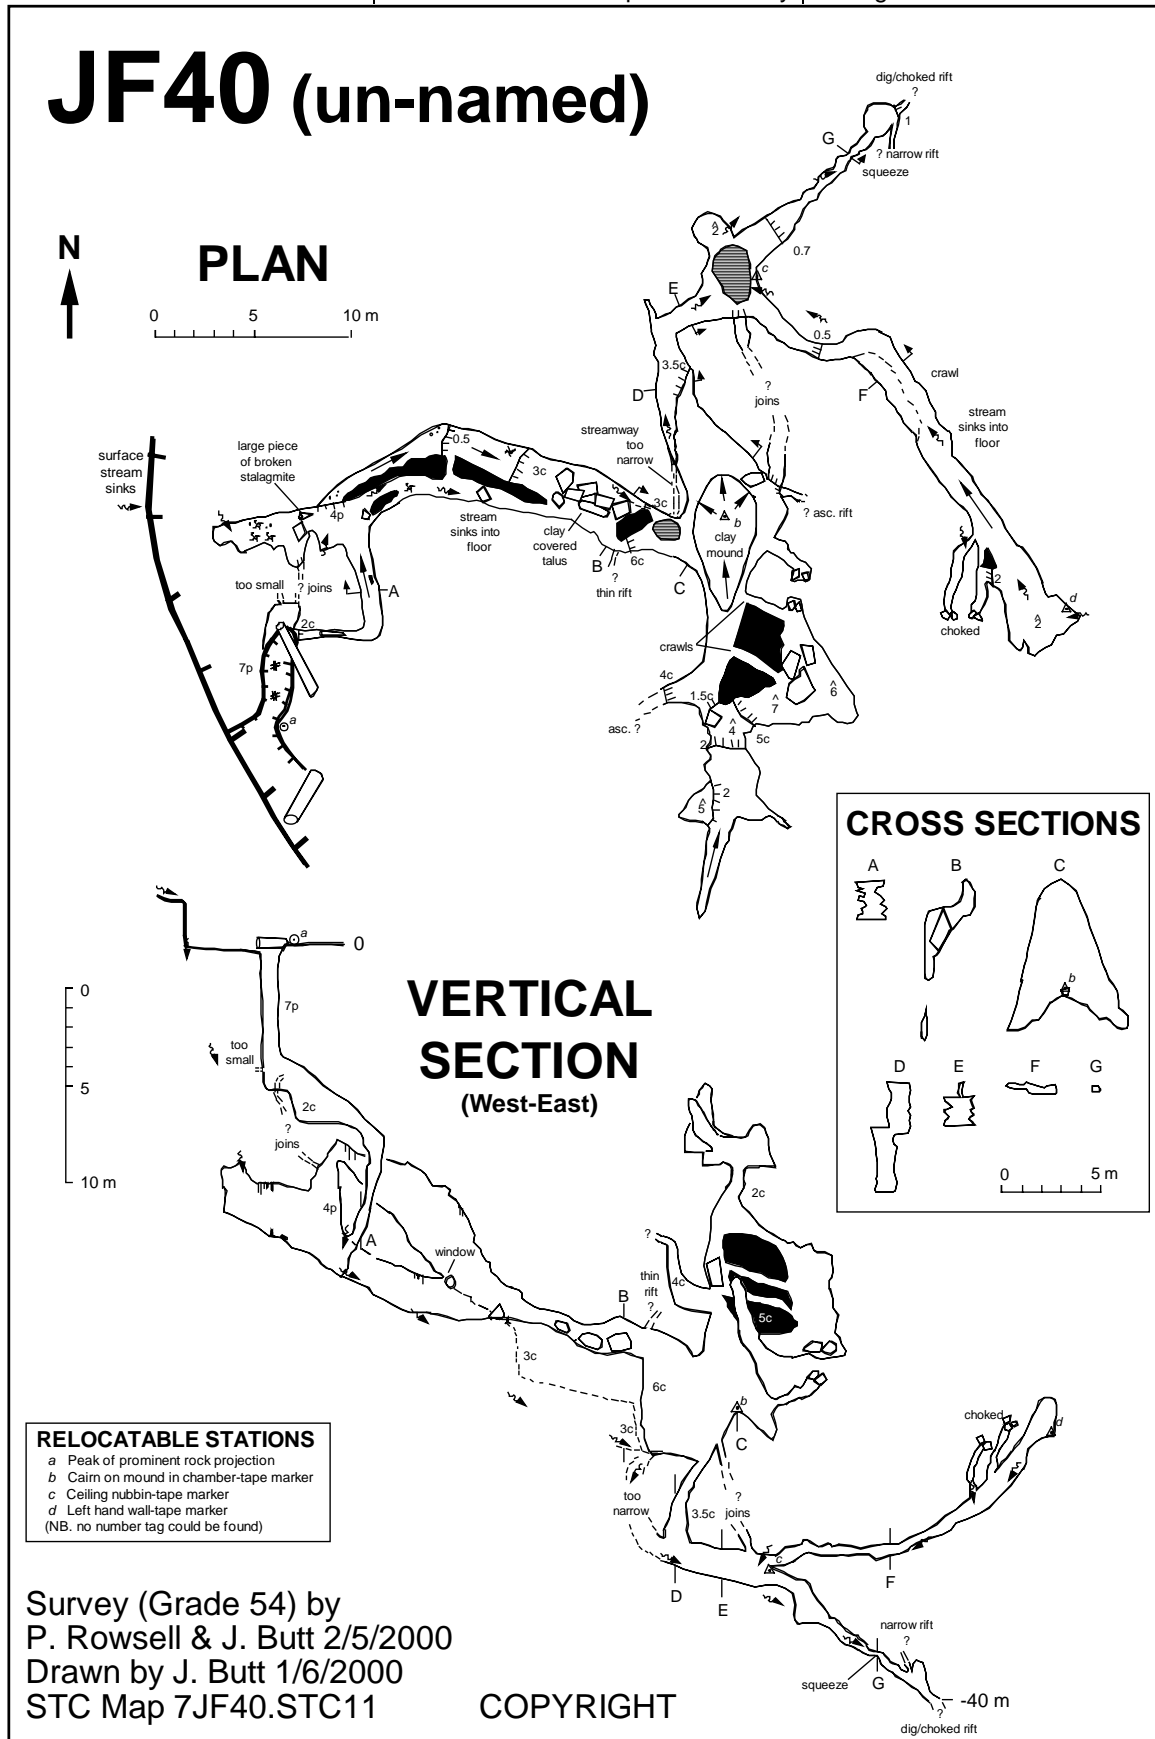 JF40 (un-named)
dig/choked rift
?
1
G
? narrow rift
squeeze
N
PLAN
0 5 10 m
2
c
0.7
E
0.5
3.5c
crawl
D
?
joins
F
stream
sinks into
floor
surface
stream
sinks
large piece
of broken
stalagmite
0.5
3c
streamway
too
narrow
3c
4p
stream
sinks into
floor
clay
covered
talus
B
6c
?
thin rift
C
b
clay
mound
? asc. rift
too small
? joins
A
2
d
2
choked
2c
7p
crawls
4c
1.5c
7
6
asc. ?
4
2
5c
a
2
5
CROSS SECTIONS
A B C
b
D E F G
0 5 m
a
0
VERTICAL
SECTION
(West-East)
0
5
10 m
7p
too
small
2c
?
joins
4p
A
window
2c
?
thin
rift
?
4c
B
5c
3c
6c
b
C
3c
choked
d
too
narrow
3.5c
?
joins
c
F
D
E
narrow rift
?
squeeze
G
-40 m
?
dig/choked rift
RELOCATABLE STATIONS
a Peak of prominent rock projection
b Cairn on mound in chamber-tape marker
c Ceiling nubbin-tape marker
d Left hand wall-tape marker
(NB. no number tag could be found)
Survey (Grade 54) by
P. Rowsell & J. Butt 2/5/2000
Drawn by J. Butt 1/6/2000
STC Map 7JF40.STC11 COPYRIGHT